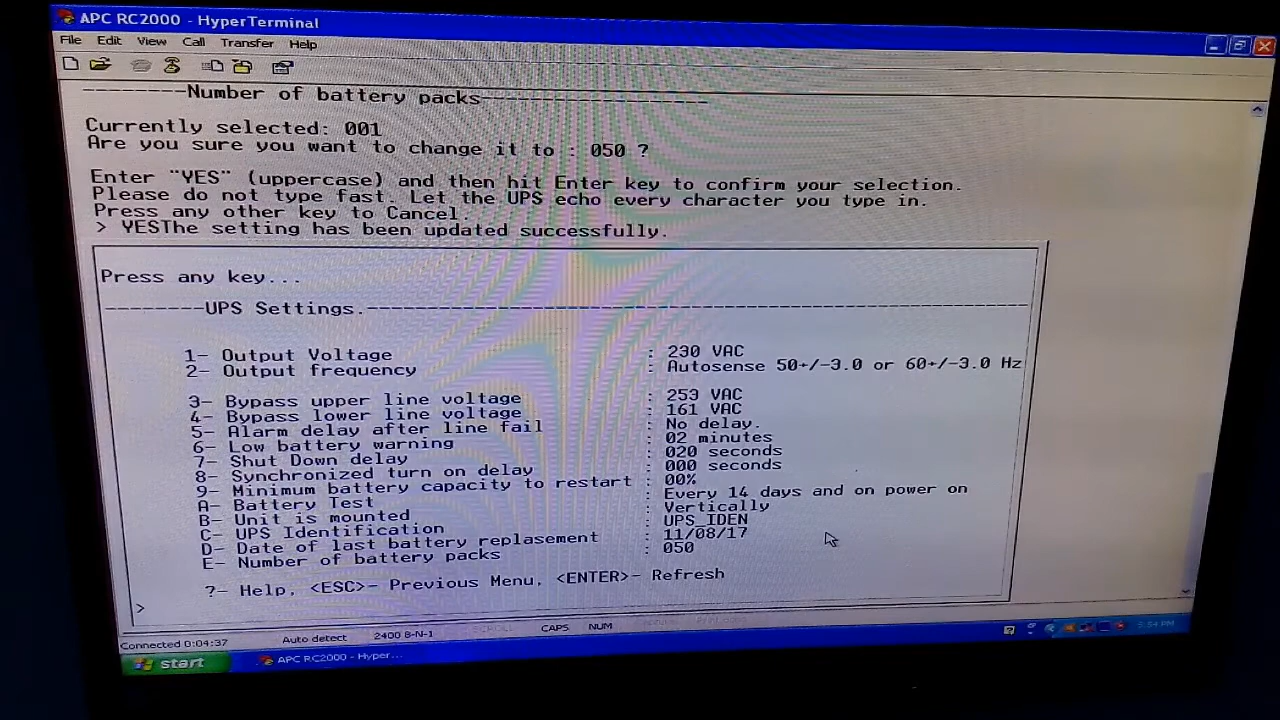 APC RC2000 - HyperTerminal
File Edit View Call Transfer Help
--------Number of battery packs------------------
Currently selected: 001
Are you sure you want to change it to : 050 ?
Enter "YES" (uppercase) and then hit Enter key to confirm your selection.
Please do not type fast. Let the UPS echo every character you type in.
Press any other key to Cancel.
> YESThe setting has been updated successfully.
Press any key...
--------UPS Settings.------------------------------------------------------
1- Output Voltage : 230 VAC
2- Output frequency : Autosense 50+/-3.0 or 60+/-3.0 Hz
3- Bypass upper line voltage : 253 VAC
4- Bypass lower line voltage : 161 VAC
5- Alarm delay after line fail : No delay.
6- Low battery warning : 02 minutes
7- Shut Down delay : 020 seconds
8- Synchronized turn on delay : 000 seconds
9- Minimum battery capacity to restart : 00%
A- Battery Test : Every 14 days and on power on
B- Unit is mounted : Vertically
C- UPS Identification : UPS_IDEN
D- Date of last battery replasement : 11/08/17
E- Number of battery packs : 050
?- Help, <ESC>- Previous Menu, <ENTER>- Refresh
>
Connected 0:04:37 Auto detect 2400 8-N-1 SCROLL CAPS NUM
start APC RC2000 - Hyper... 5:54 PM